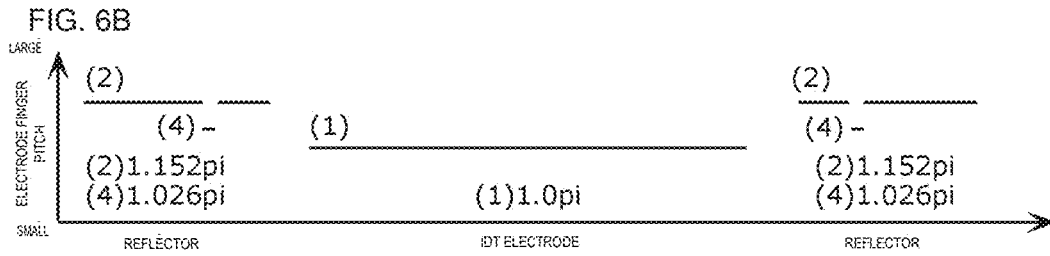 FIG. 6B
LARGE
ELECTRODE FINGER
PITCH
(2)
(2)
(4)
(1)
(4)
(2)1.152pi
(2)1.152pi
(4)1.026pi
(1)1.0pi
(4)1.026pi
SMALL
REFLECTOR
IDT ELECTRODE
REFLECTOR